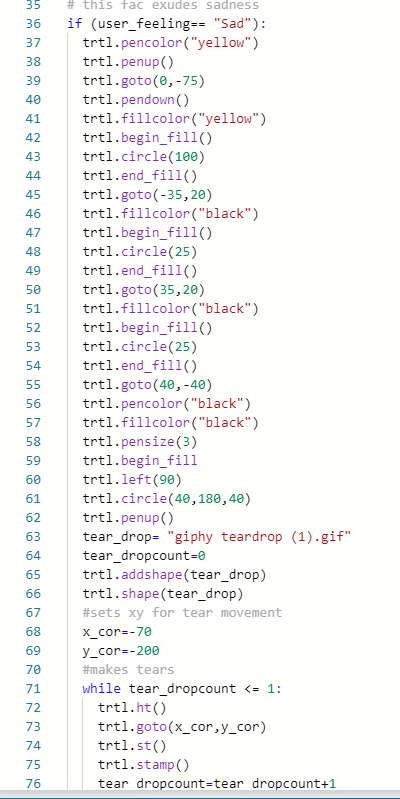 35 # this fac exudes sadness
36 if (user_feeling== "Sad"):
37 trtl.pencolor("yellow")
38 trtl.penup()
39 trtl.goto(0,-75)
40 trtl.pendown()
41 trtl.fillcolor("yellow")
42 trtl.begin_fill()
43 trtl.circle(100)
44 trtl.end_fill()
45 trtl.goto(-35,20)
46 trtl.fillcolor("black")
47 trtl.begin_fill()
48 trtl.circle(25)
49 trtl.end_fill()
50 trtl.goto(35,20)
51 trtl.fillcolor("black")
52 trtl.begin_fill()
53 trtl.circle(25)
54 trtl.end_fill()
55 trtl.goto(40,-40)
56 trtl.pencolor("black")
57 trtl.fillcolor("black")
58 trtl.pensize(3)
59 trtl.begin_fill
60 trtl.left(90)
61 trtl.circle(40,180,40)
62 trtl.penup()
63 tear_drop= "giphy teardrop (1).gif"
64 tear_dropcount=0
65 trtl.addshape(tear_drop)
66 trtl.shape(tear_drop)
67 #sets xy for tear movement
68 x_cor=-70
69 y_cor=-200
70 #makes tears
71 while tear_dropcount <= 1:
72 trtl.ht()
73 trtl.goto(x_cor,y_cor)
74 trtl.st()
75 trtl.stamp()
76 tear_dropcount=tear_dropcount+1